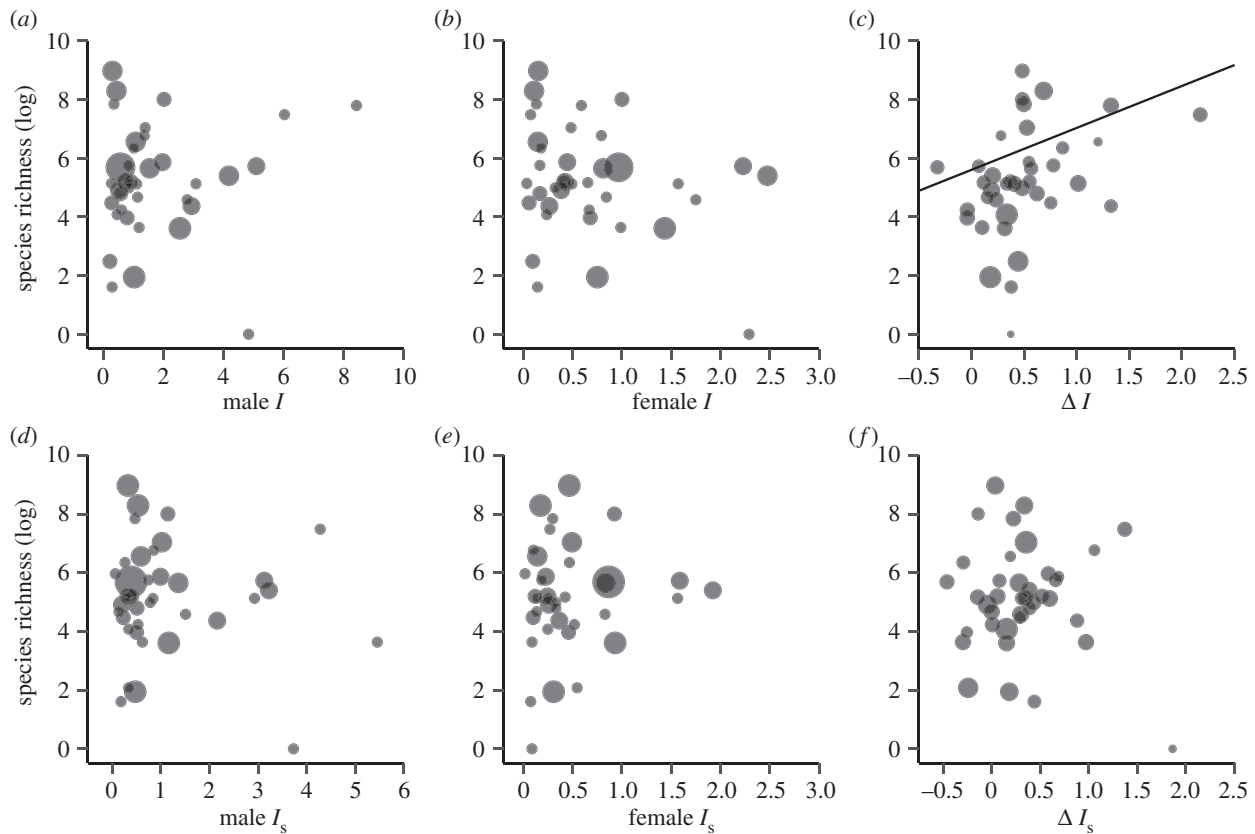 (a) (b) (c)
species richness (log)
10 10 10
8 8 8
6 6 6
4 4 4
2 2 2
0 0 0
0 2 4 6 8 10 0 0.5 1.0 1.5 2.0 2.5 3.0 –0.5 0 0.5 1.0 1.5 2.0 2.5
male I female I Δ I
(d) (e) (f)
species richness (log)
10 10 10
8 8 8
6 6 6
4 4 4
2 2 2
0 0 0
0 1 2 3 4 5 6 0 0.5 1.0 1.5 2.0 2.5 3.0 –0.5 0 0.5 1.0 1.5 2.0 2.5
male Is female Is Δ Is